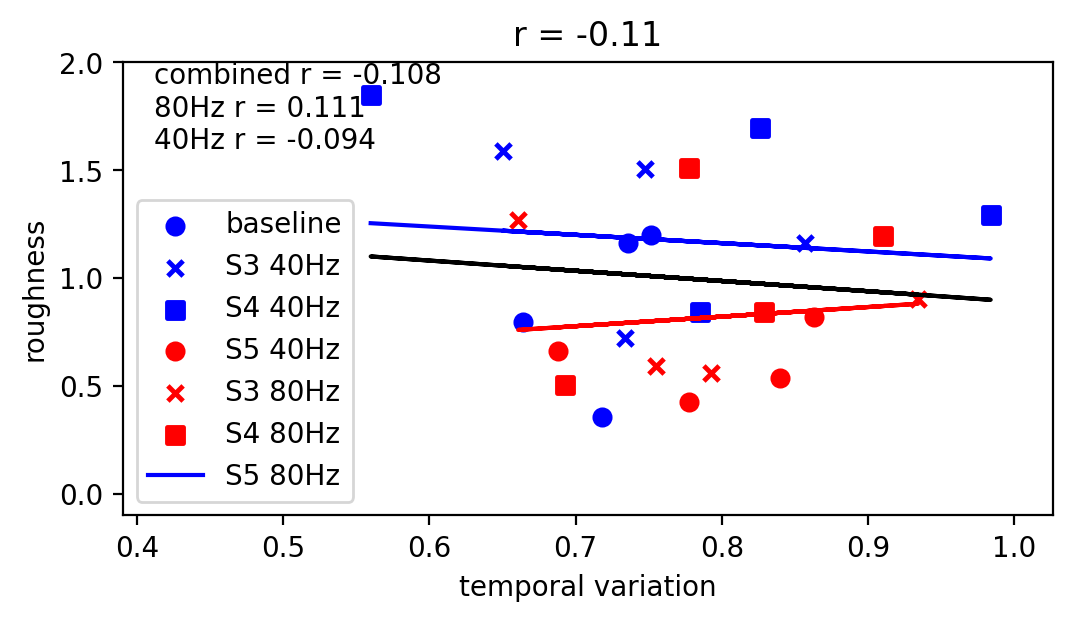 r = -0.11
combined r = -0.108
80Hz r = 0.111
40Hz r = -0.094
2.0
1.5
1.0
0.5
0.0
roughness
baseline
S3 40Hz
S4 40Hz
S5 40Hz
S3 80Hz
S4 80Hz
S5 80Hz
0.4 0.5 0.6 0.7 0.8 0.9 1.0
temporal variation